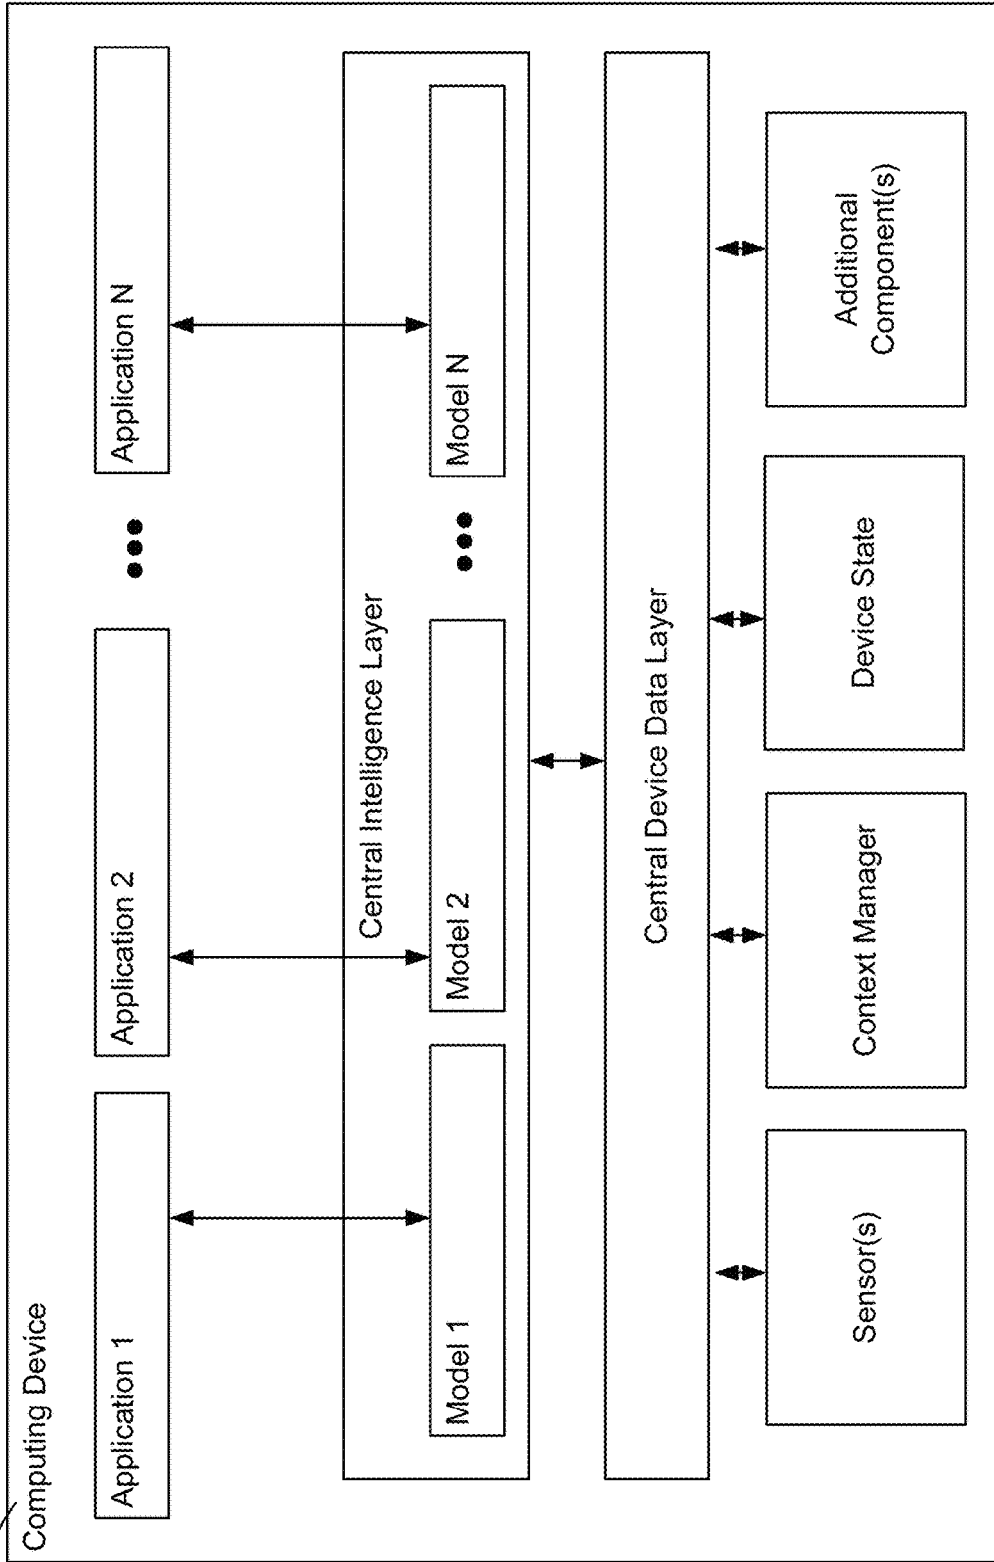 Computing Device
Application 1
Application 2
Application N
Central Intelligence Layer
Model 1
Model 2
Model N
Central Device Data Layer
Sensor(s)
Context Manager
Device State
Additional
Component(s)